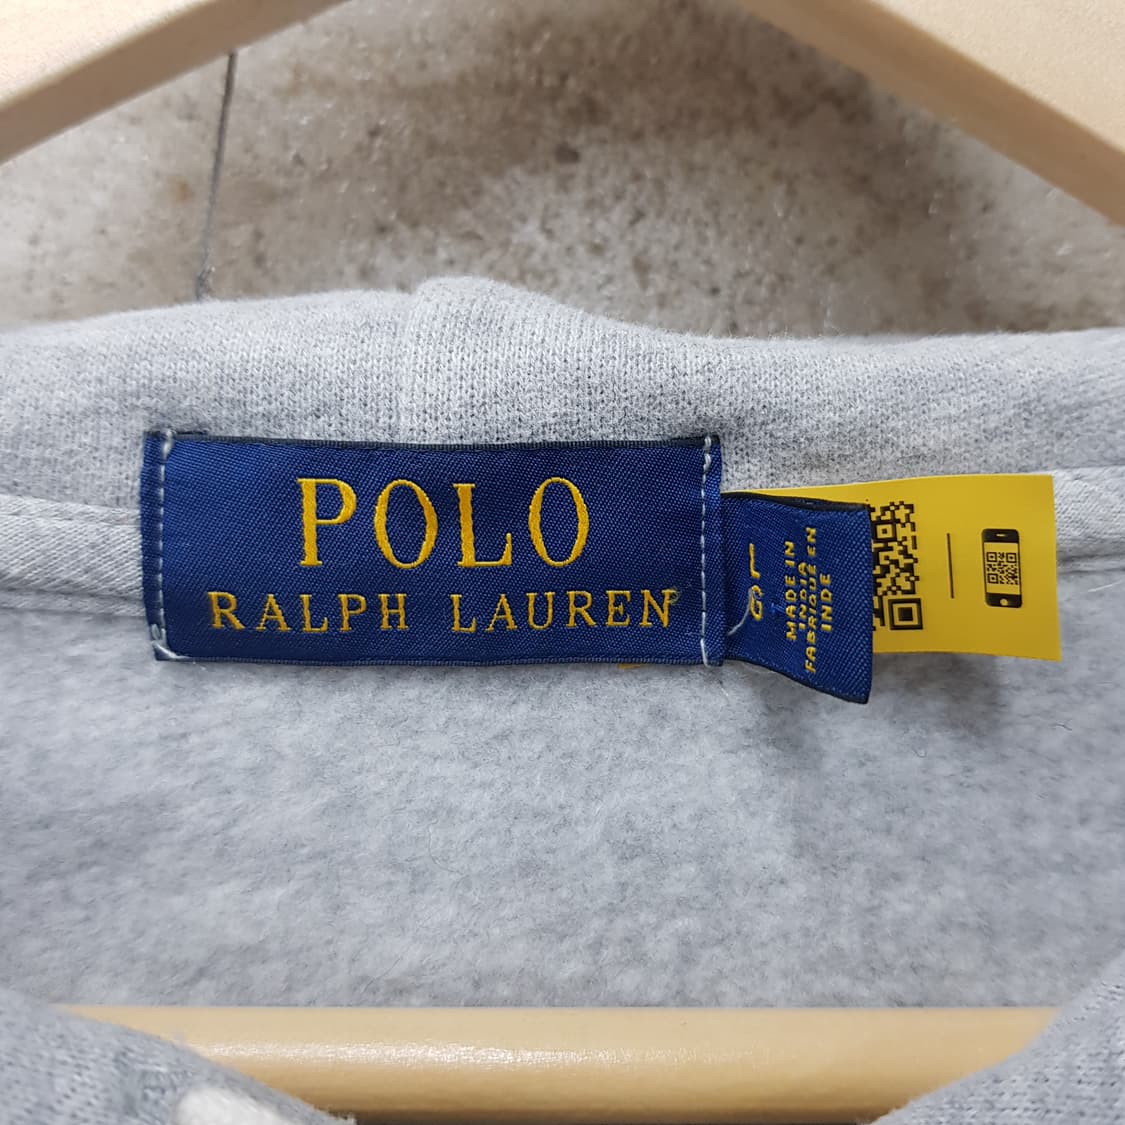 POLO
RALPH LAUREN®
MADE IN
INDIA
FABRIQUÉ EN
INDE